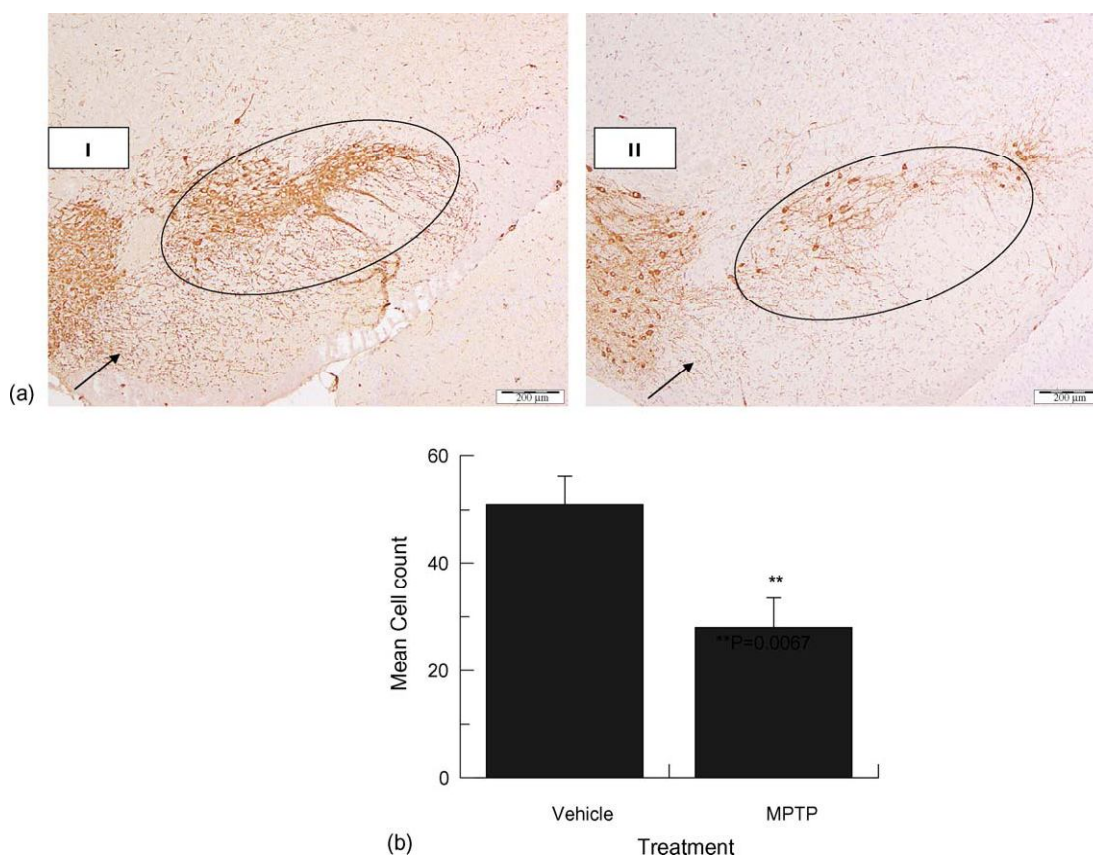 I
II
200 µm
200 µm
(a)
60
40
20
0
Mean Cell count
**
**P=0.0067
Vehicle
MPTP
(b)
Treatment